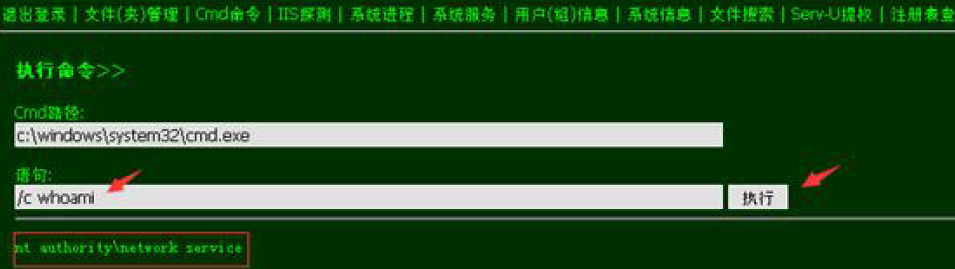 退出登录 | 文件(夹)管理 | Cmd命令 | IIS探测 | 系统进程 | 系统服务 | 用户(组)信息 | 系统信息 | 文件搜索 | Serv-U提权 | 注册表查
执行命令>>
Cmd路径:
c:\windows\system32\cmd.exe
语句:
/c whoami 执行
nt authority\network service